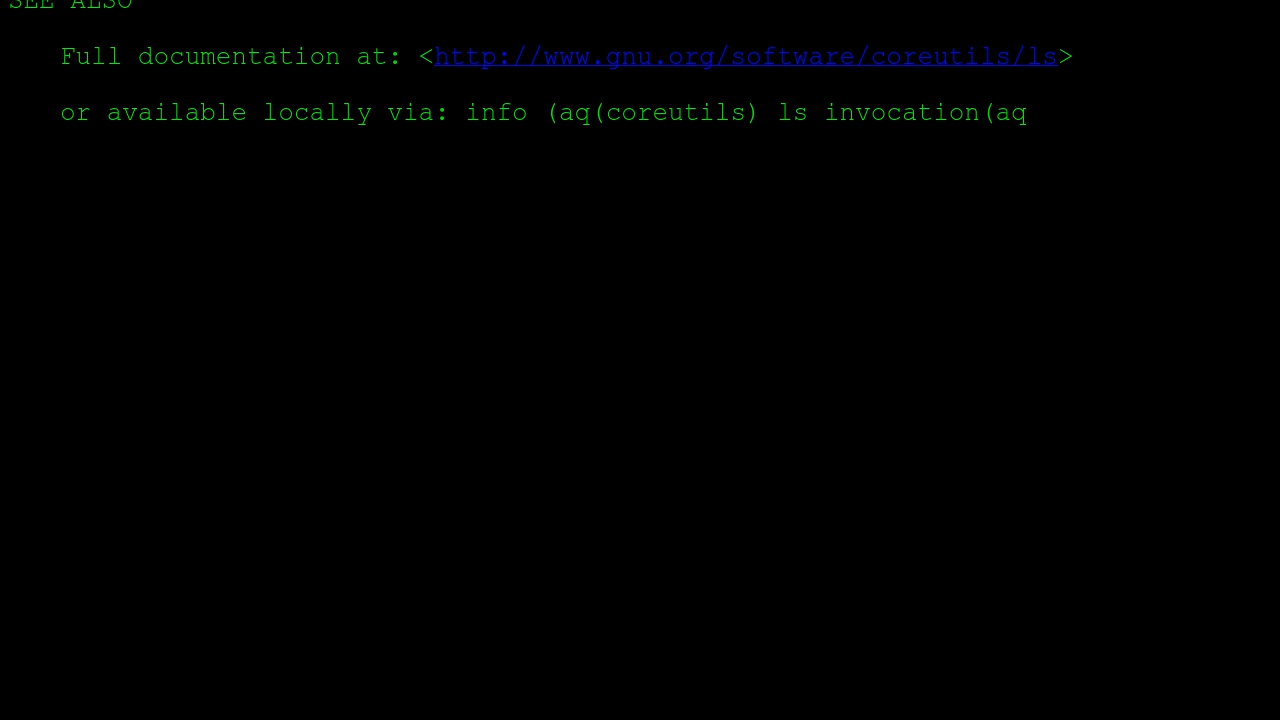 SEE ALSO
Full documentation at: <http://www.gnu.org/software/coreutils/ls>
or available locally via: info (aq(coreutils) ls invocation(aq